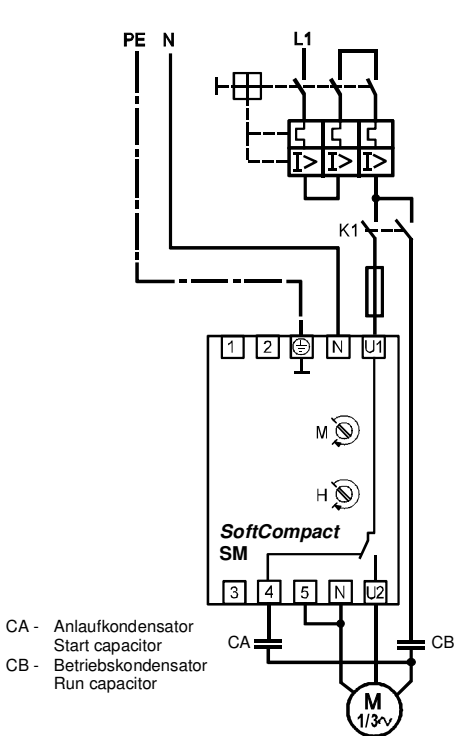 PE N L1
I> I> I>
K1
1 2 N U1
M
H
SoftCompact
SM
3 4 5 N U2
CA - Anlaufkondensator
Start capacitor
CB - Betriebskondensator
Run capacitor
CA CB
M
1/3~